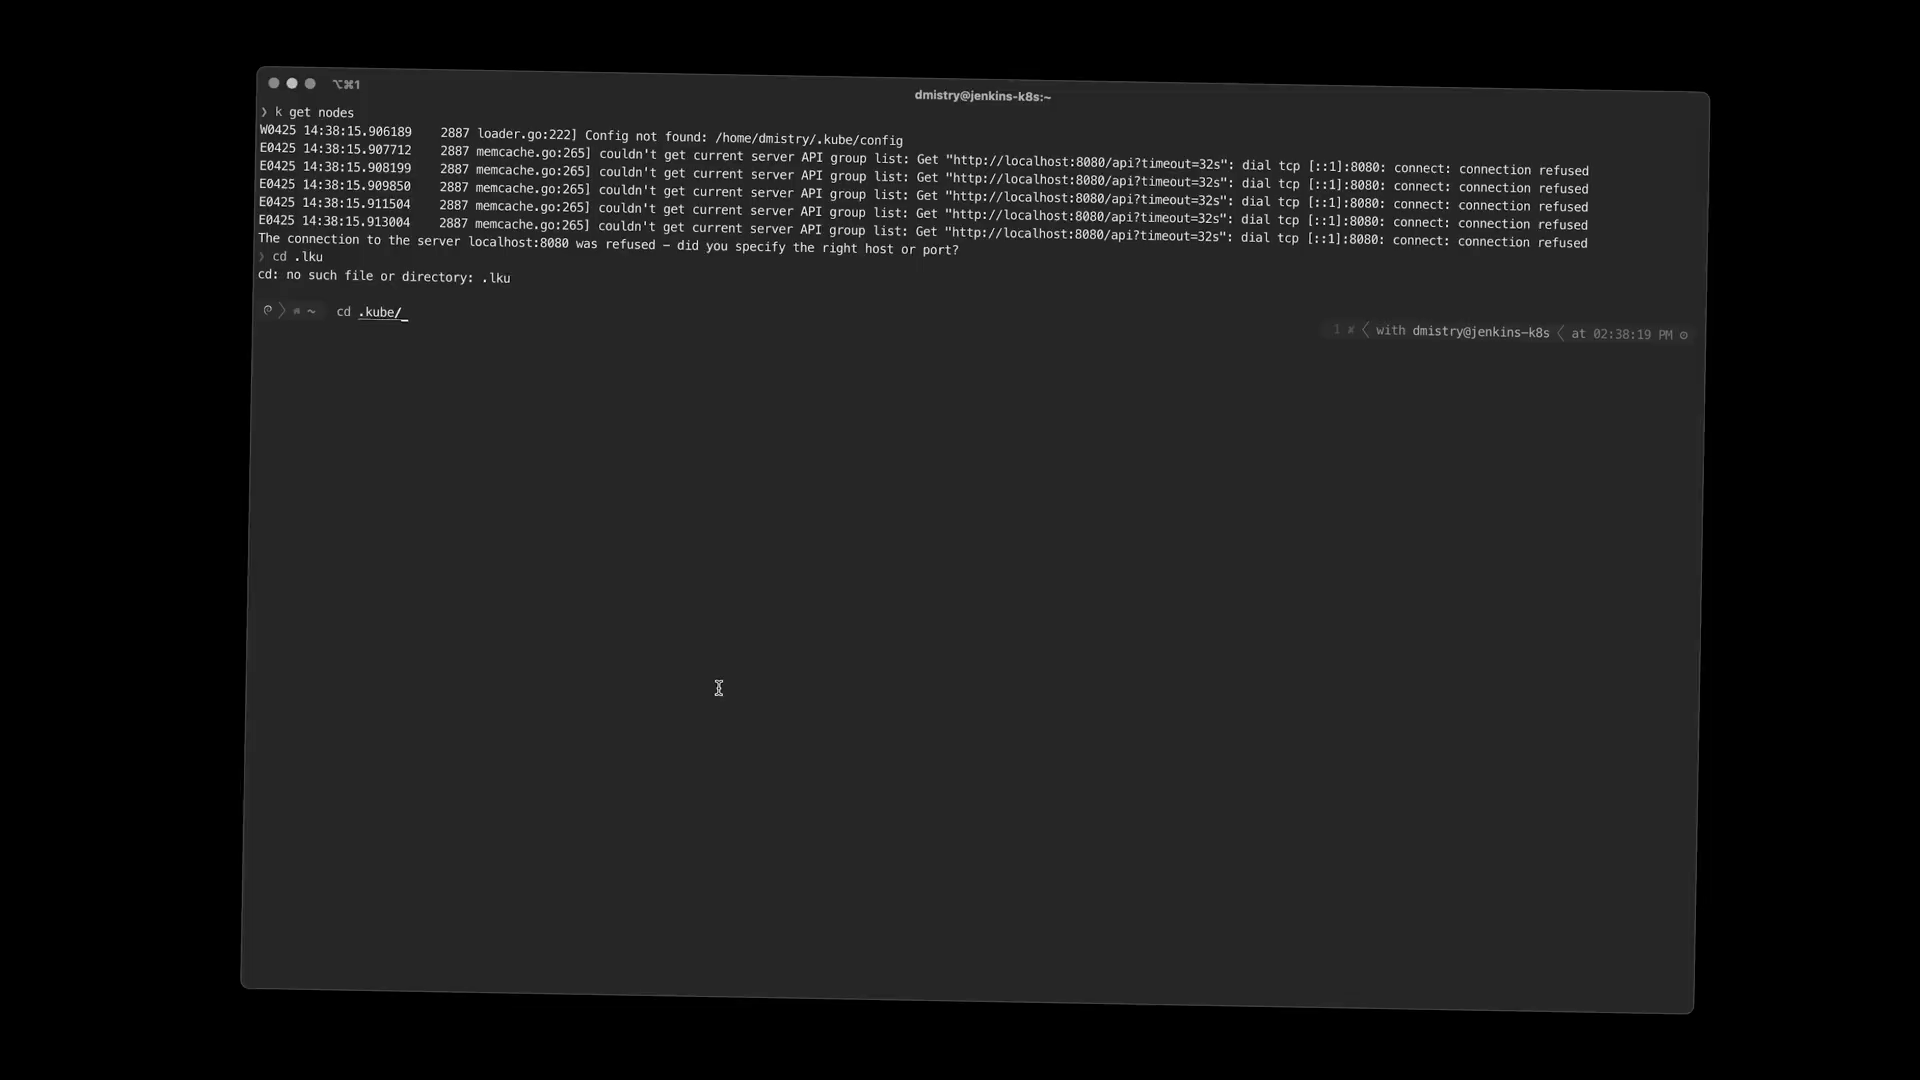 ⌥⌘1
dmistry@jenkins-k8s:~
❯ k get nodes
W0425 14:38:15.906189    2887 loader.go:222] Config not found: /home/dmistry/.kube/config
E0425 14:38:15.907712    2887 memcache.go:265] couldn't get current server API group list: Get "http://localhost:8080/api?timeout=32s": dial tcp [::1]:8080: connect: connection refused
E0425 14:38:15.908199    2887 memcache.go:265] couldn't get current server API group list: Get "http://localhost:8080/api?timeout=32s": dial tcp [::1]:8080: connect: connection refused
E0425 14:38:15.909850    2887 memcache.go:265] couldn't get current server API group list: Get "http://localhost:8080/api?timeout=32s": dial tcp [::1]:8080: connect: connection refused
E0425 14:38:15.911504    2887 memcache.go:265] couldn't get current server API group list: Get "http://localhost:8080/api?timeout=32s": dial tcp [::1]:8080: connect: connection refused
E0425 14:38:15.913004    2887 memcache.go:265] couldn't get current server API group list: Get "http://localhost:8080/api?timeout=32s": dial tcp [::1]:8080: connect: connection refused
The connection to the server localhost:8080 was refused – did you specify the right host or port?
❯ cd .lku
cd: no such file or directory: .lku
~ cd .kube/_
1 ✘ with dmistry@jenkins-k8s at 02:38:19 PM